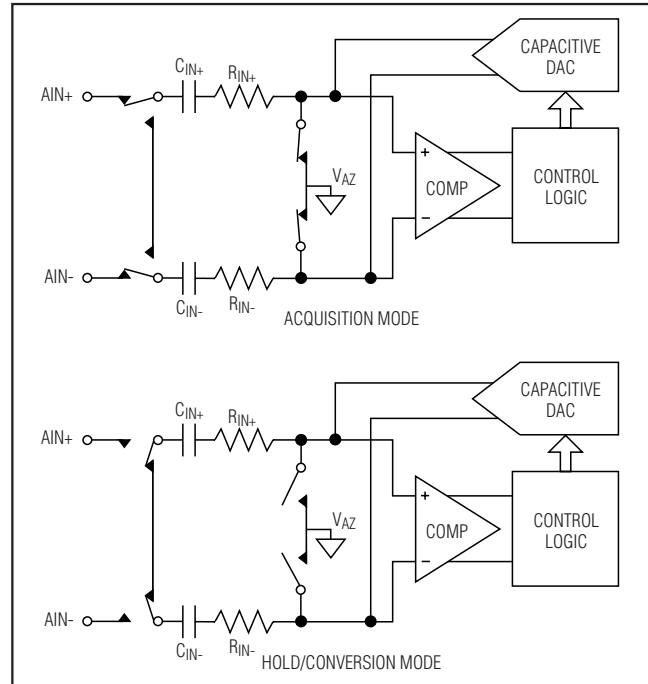 CAPACITIVE
DAC
CIN+
RIN+
AIN+
VAZ
+
COMP
−
CONTROL
LOGIC
AIN-
CIN-
RIN-
ACQUISITION MODE
CAPACITIVE
DAC
CIN+
RIN+
AIN+
VAZ
+
COMP
−
CONTROL
LOGIC
AIN-
CIN-
RIN-
HOLD/CONVERSION MODE